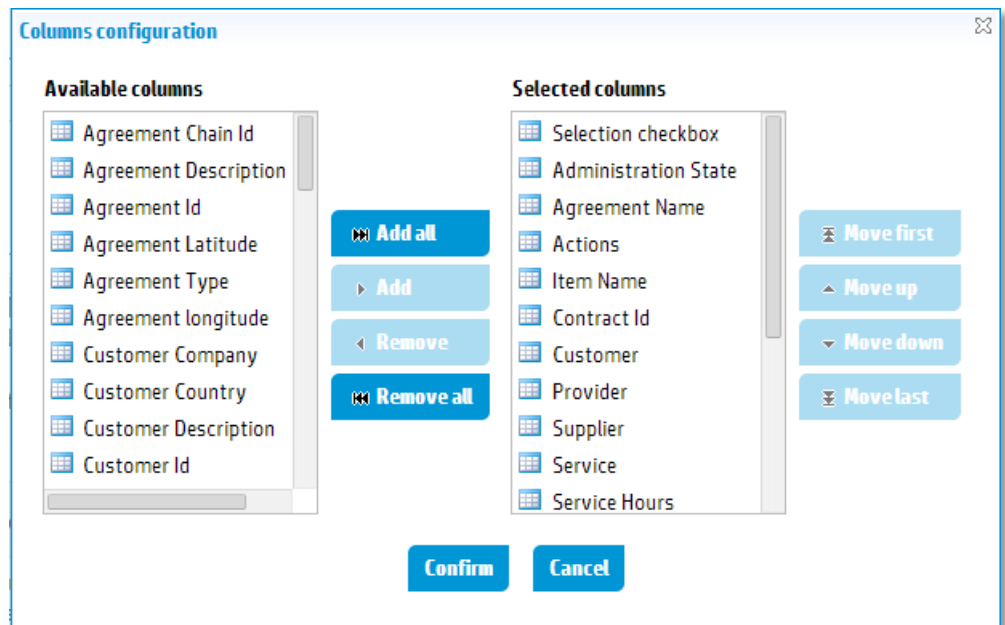 Columns configuration
Available columns
Agreement Chain Id
Agreement Description
Agreement Id
Agreement Latitude
Agreement Type
Agreement longitude
Customer Company
Customer Country
Customer Description
Customer Id
Add all
Add
Remove
Remove all
Selected columns
Selection checkbox
Administration State
Agreement Name
Actions
Item Name
Contract Id
Customer
Provider
Supplier
Service
Service Hours
Move first
Move up
Move down
Move last
Confirm
Cancel